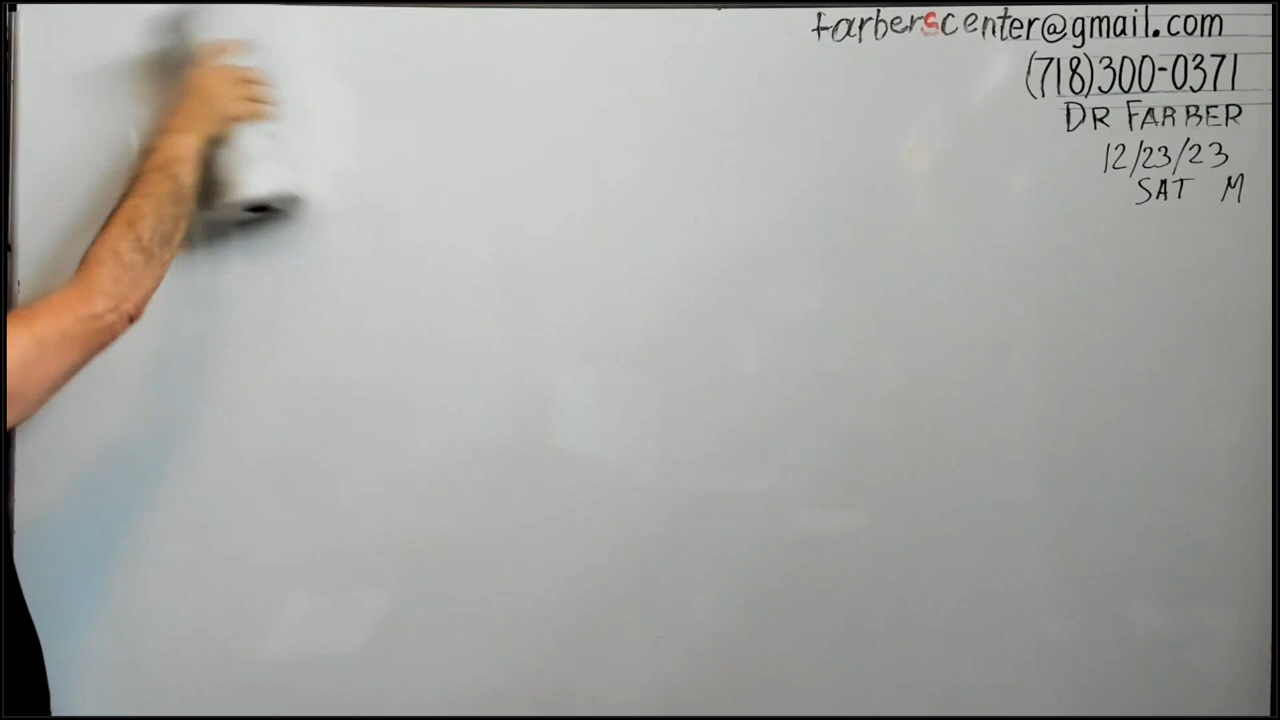 farberscenter@gmail.com
(718)300-0371
DR FARBER
12/23/23
SAT M